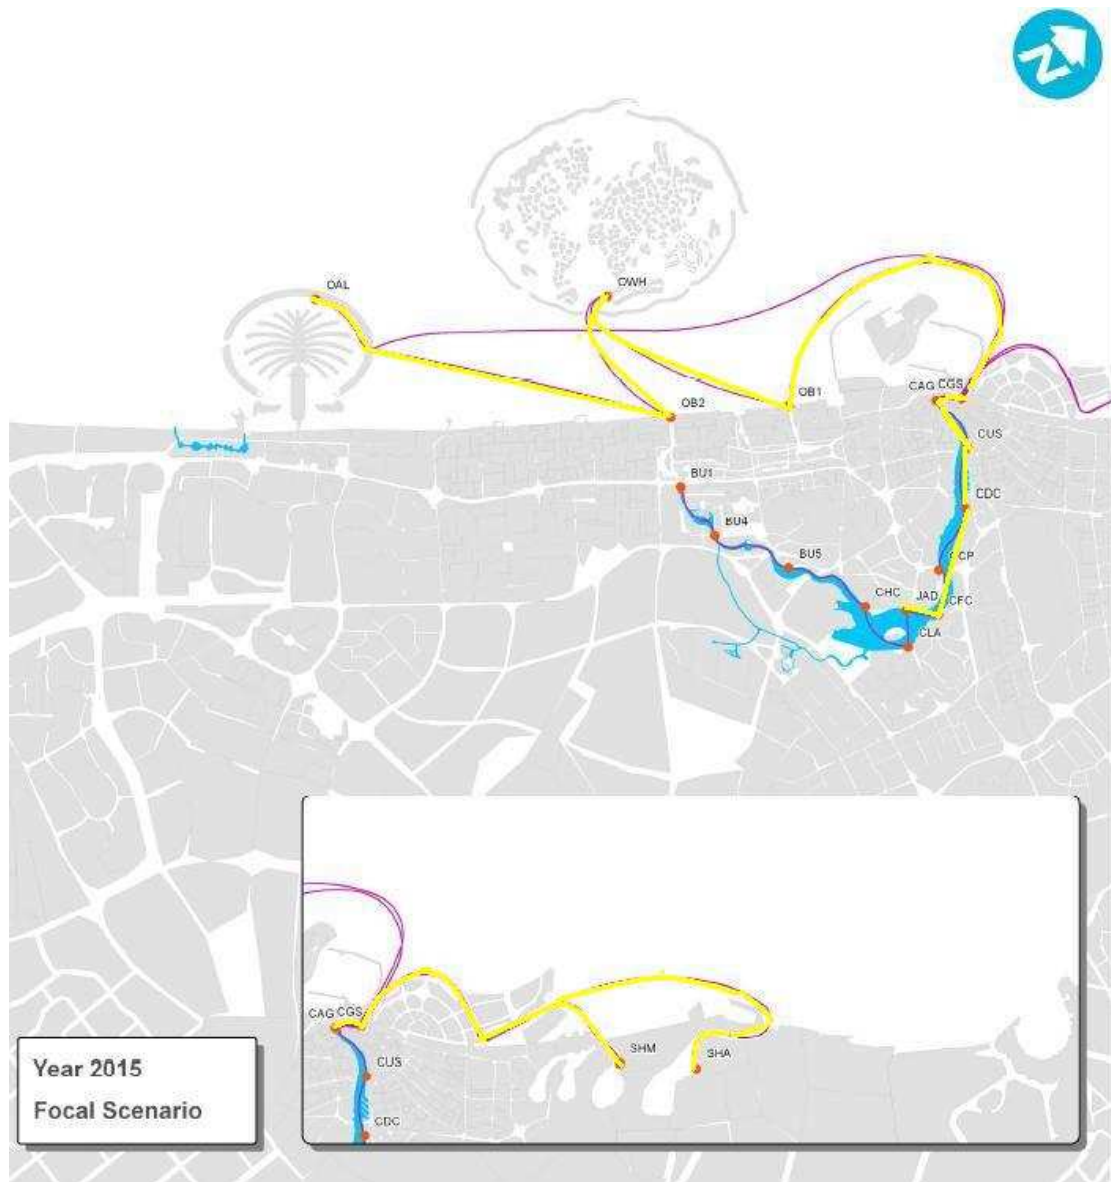 N
OAL
OWH
OB2
OB1
CAG CGS
CUS
BU1
CDC
BU4
BU5
CCP
CHC
JAD
CFC
CLA
CAG CGS
SHM
SHA
CUS
CDC
Year 2015
Focal Scenario